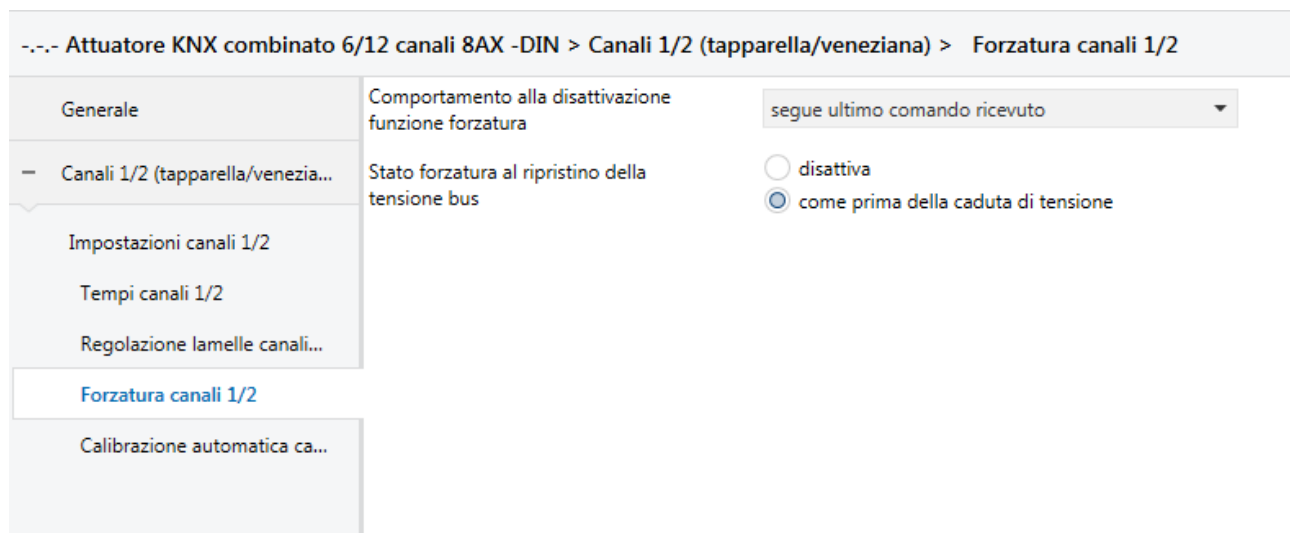 -.-.- Attuatore KNX combinato 6/12 canali 8AX -DIN > Canali 1/2 (tapparella/veneziana) > Forzatura canali 1/2
Generale
− Canali 1/2 (tapparella/venezia...
Impostazioni canali 1/2
Tempi canali 1/2
Regolazione lamelle canali...
Forzatura canali 1/2
Calibrazione automatica ca...
Comportamento alla disattivazione
funzione forzatura
segue ultimo comando ricevuto
Stato forzatura al ripristino della
tensione bus
disattiva
come prima della caduta di tensione